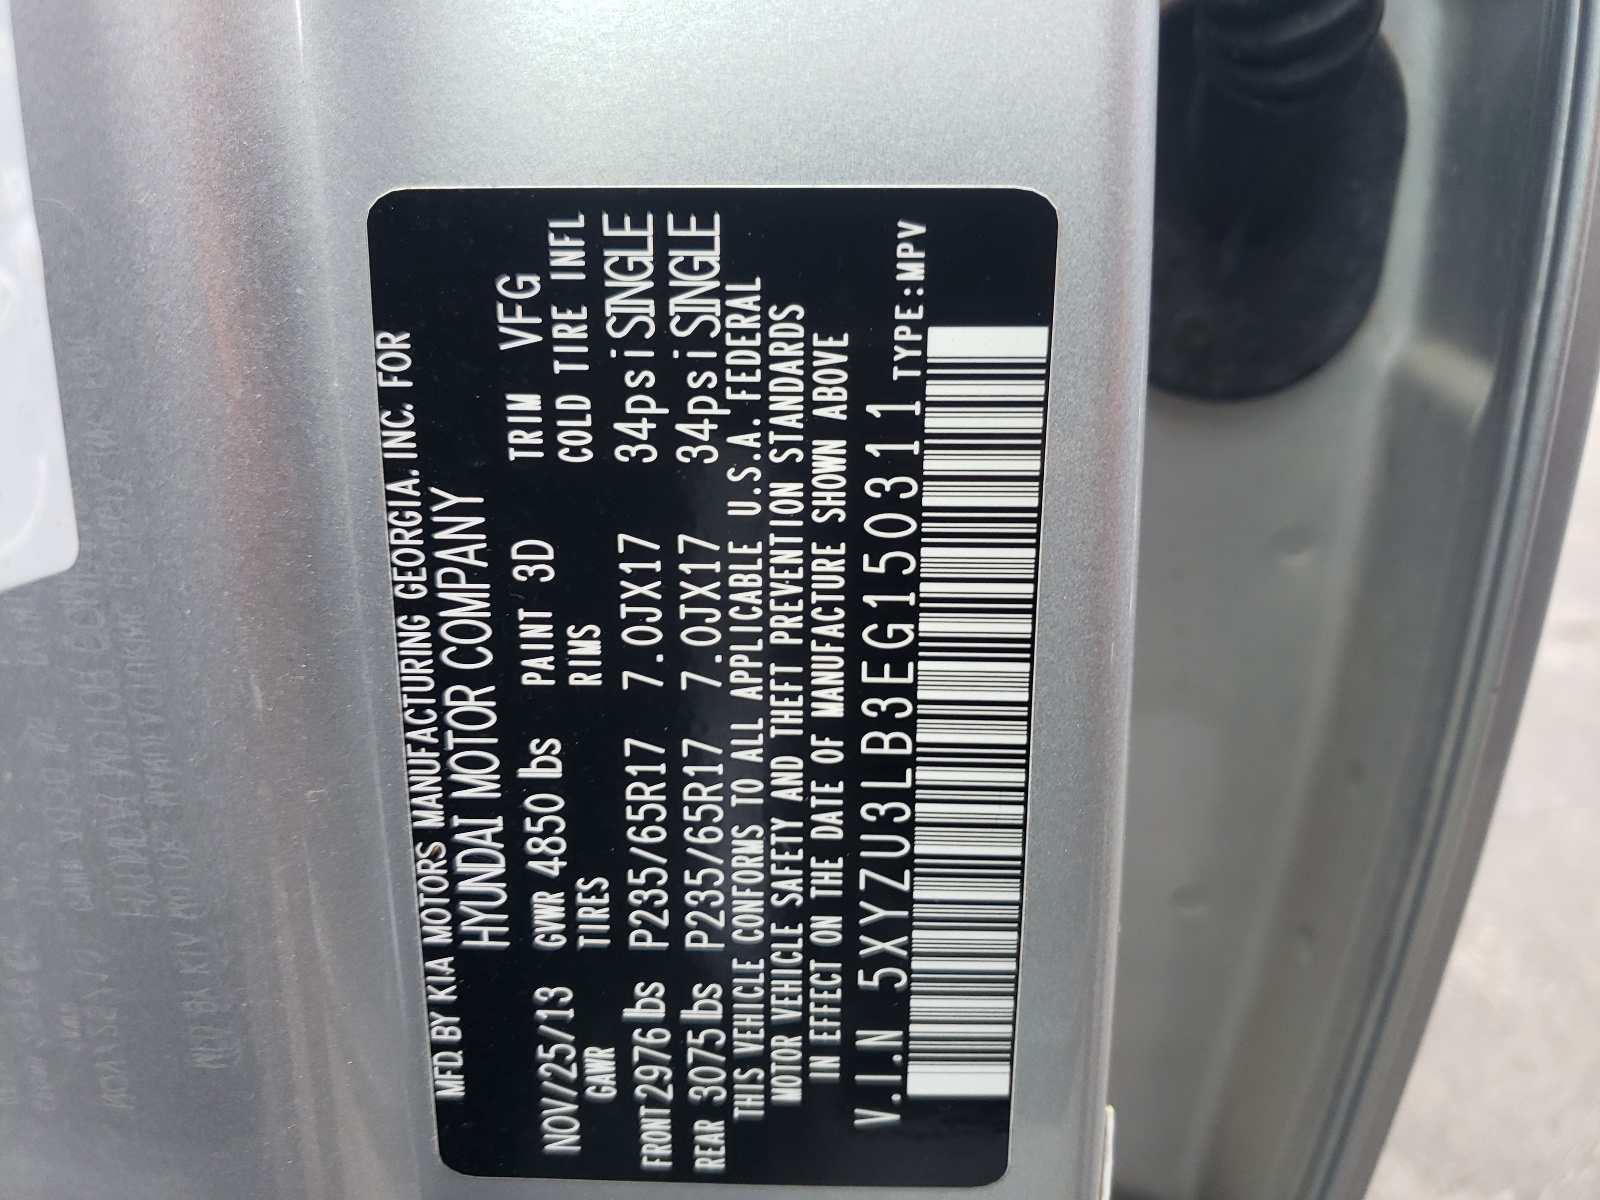 MFD. BY KIA MOTORS MANUFACTURING GEORGIA. INC. FOR
HYUNDAI MOTOR COMPANY
NOV/25/13 GVWR 4850 lbs PAINT 3D TRIM VFG
GAWR TIRES RIMS COLD TIRE INFL
FRONT 2976 lbs P235/65R17 7.0JX17 34psi SINGLE
REAR 3075 lbs P235/65R17 7.0JX17 34psi SINGLE
THIS VEHICLE CONFORMS TO ALL APPLICABLE U.S.A. FEDERAL
MOTOR VEHICLE SAFETY AND THEFT PREVENTION STANDARDS
IN EFFECT ON THE DATE OF MANUFACTURE SHOWN ABOVE
V.I.N 5XYZU3LB3EG150311 TYPE:MPV